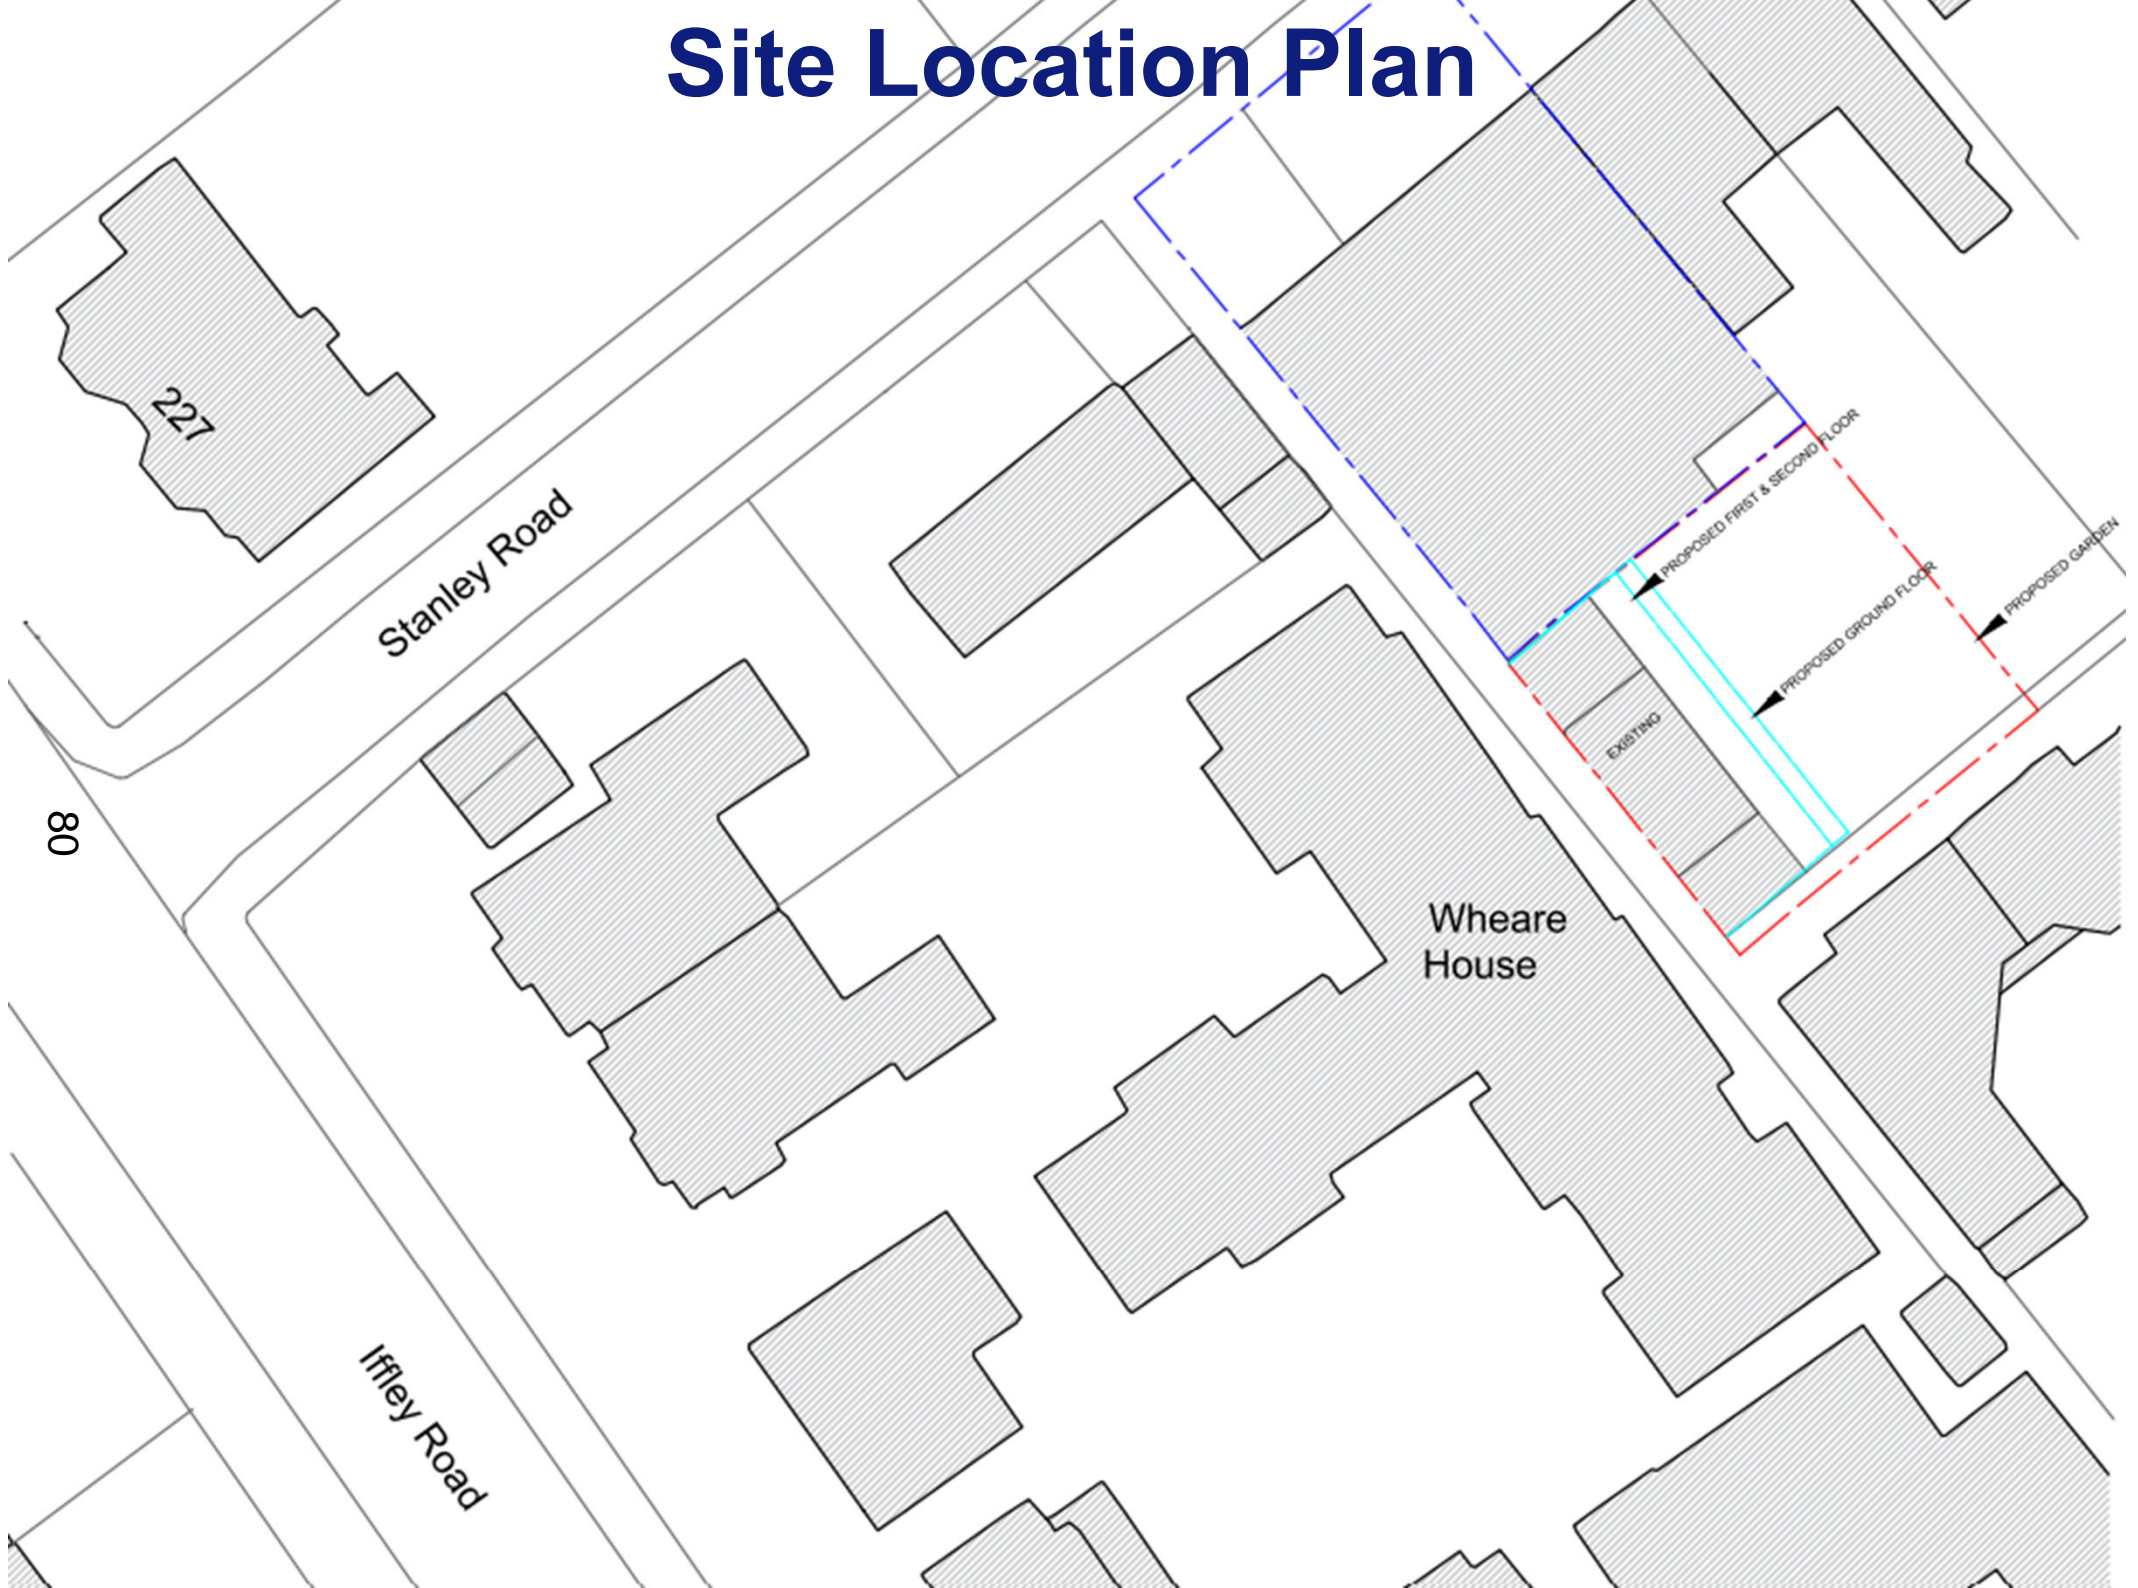 Site Location Plan
227
Stanley Road
PROPOSED FIRST & SECOND FLOOR
PROPOSED GARDEN
PROPOSED GROUND FLOOR
EXISTING
80
Wheare
House
Iffley Road